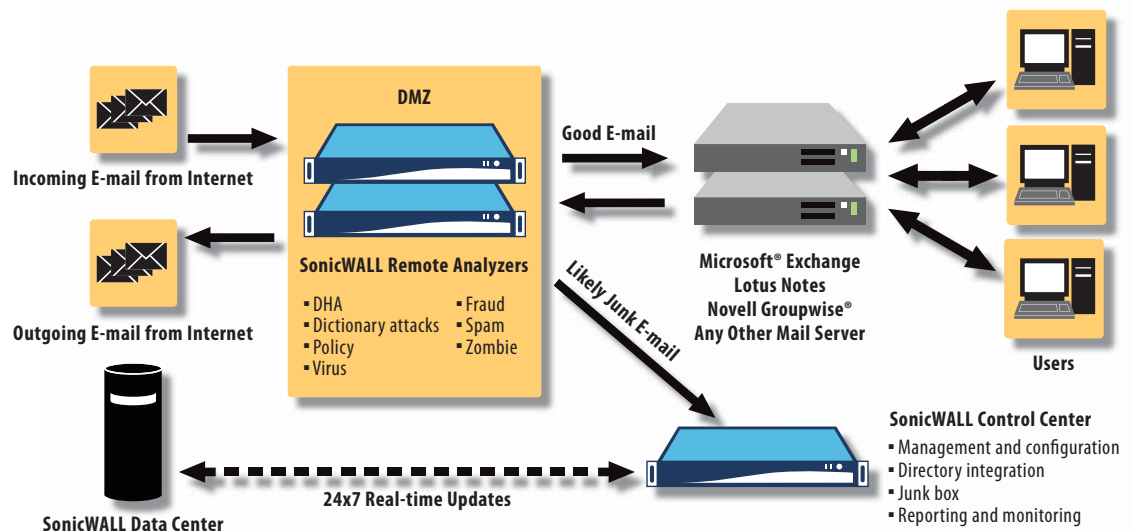 DMZ
Good E-mail
Incoming E-mail from Internet
SonicWALL Remote Analyzers
▪ DHA
▪ Dictionary attacks
▪ Policy
▪ Virus
▪ Fraud
▪ Spam
▪ Zombie
Outgoing E-mail from Internet
Likely Junk E-mail
Microsoft® Exchange
Lotus Notes
Novell Groupwise®
Any Other Mail Server
Users
SonicWALL Control Center
▪ Management and configuration
▪ Directory integration
▪ Junk box
▪ Reporting and monitoring
24x7 Real-time Updates
SonicWALL Data Center